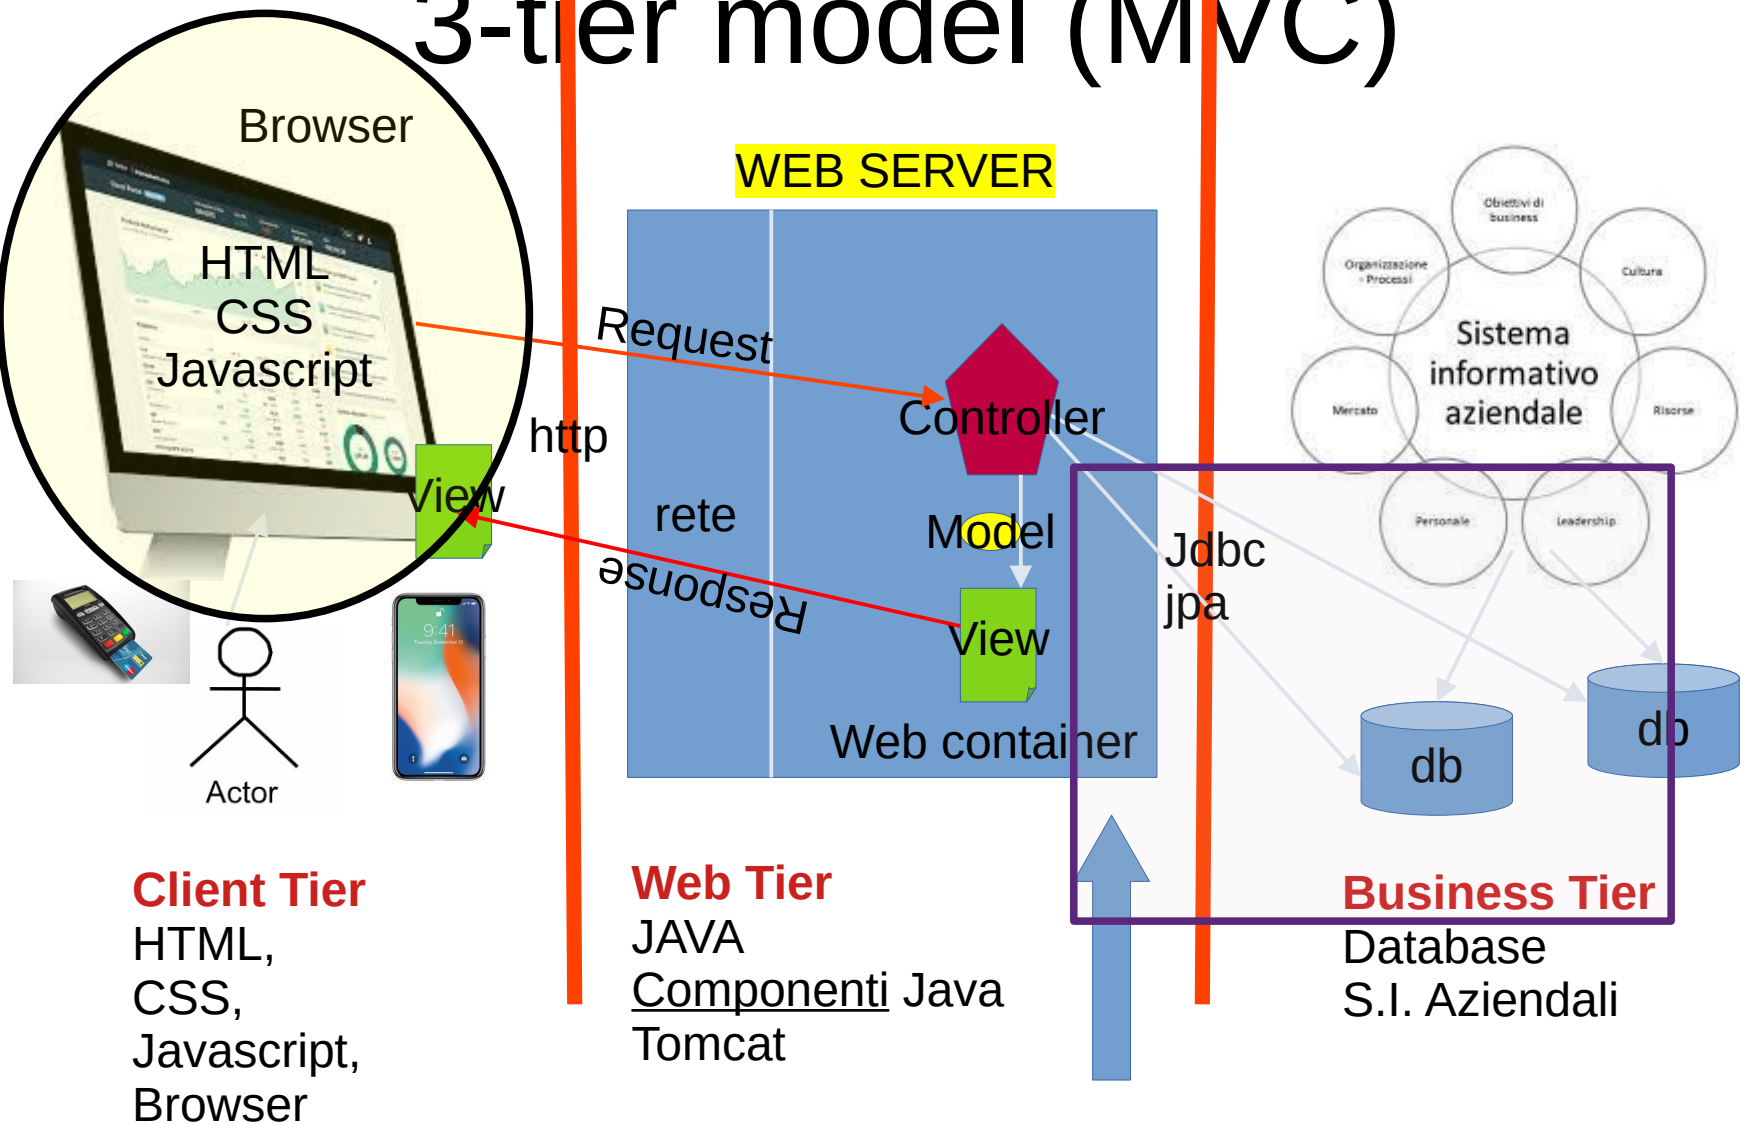 3-tier model (MVC)
Browser
HTML
CSS
Javascript
View
http
Request
rete
Response
WEB SERVER
Controller
Model
View
Web container
Jdbc
jpa
Obiettivi di
business
Organizzazione
- Processi
Cultura
Sistema
informativo
aziendale
Mercato
Risorse
Personale
Leadership
db
db
9:41
Actor
Client Tier
HTML,
CSS,
Javascript,
Browser
Web Tier
JAVA
Componenti Java
Tomcat
Business Tier
Database
S.I. Aziendali